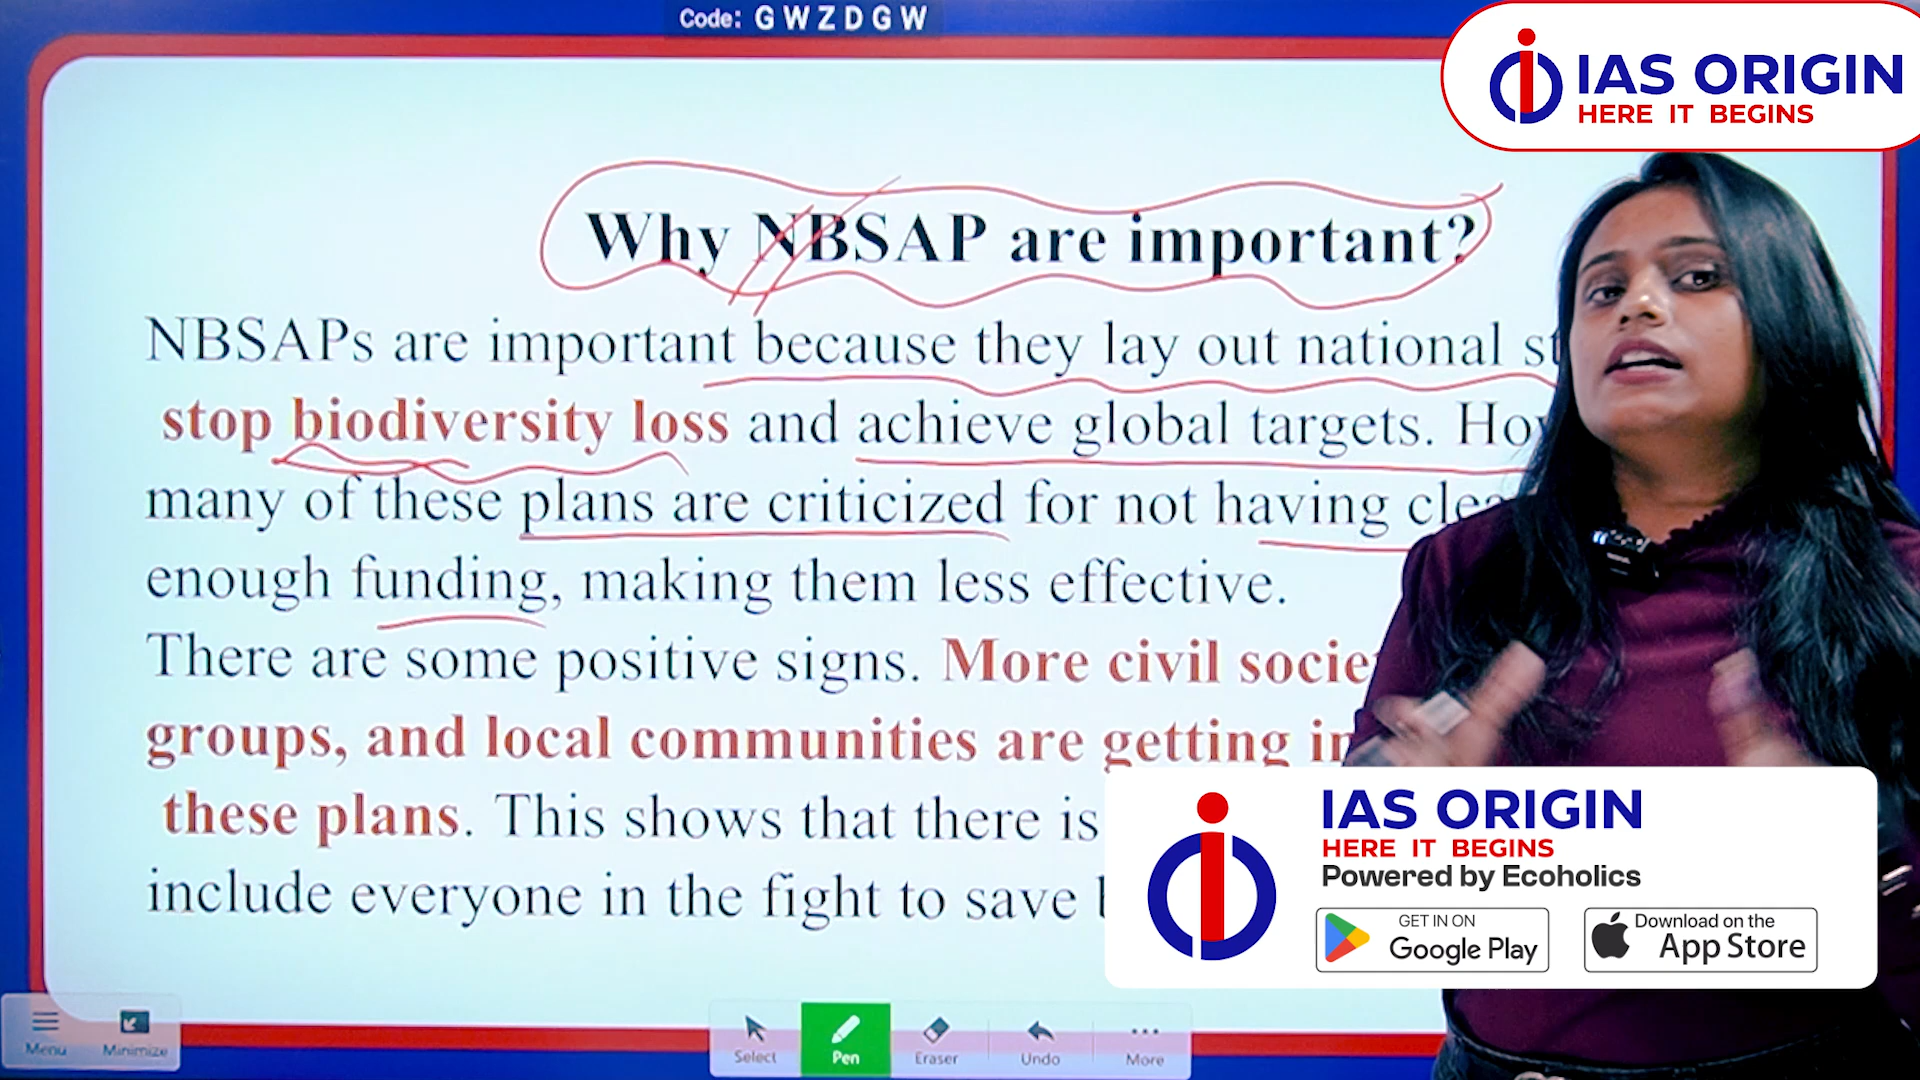 Code: GWZDGW
IAS ORIGIN
HERE IT BEGINS
Why NBSAP are important?
NBSAPs are important because they lay out national
stop biodiversity loss and achieve global targets.
many of these plans are criticized for not having
enough funding, making them less effective.
There are some positive signs. More civil
groups, and local communities are getting
these plans. This shows that there is
include everyone in the fight to save
IAS ORIGIN
HERE IT BEGINS
Powered by Ecoholics
GET IN ON
Google Play
Download on the
App Store
Menu
Minimize
Select
Pen
Eraser
Undo
More